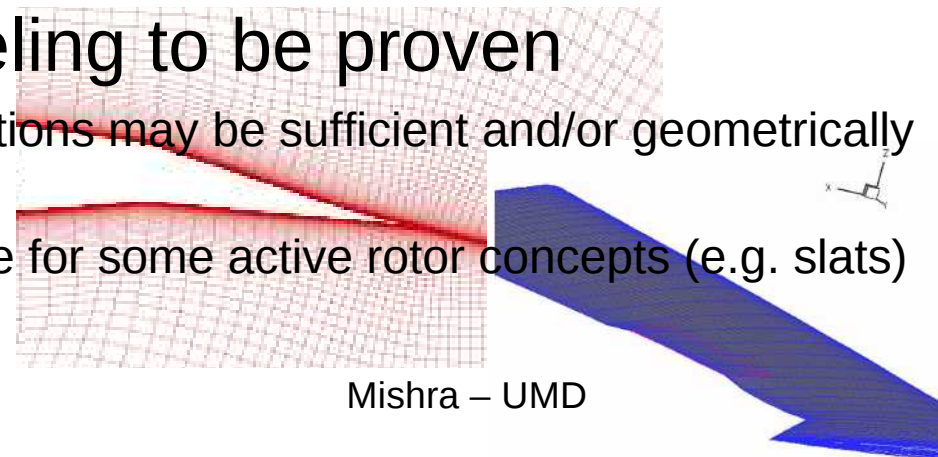 eling to be proven
tions may be sufficient and/or geometrically
e for some active rotor concepts (e.g. slats)
Z
X
Y
Mishra – UMD